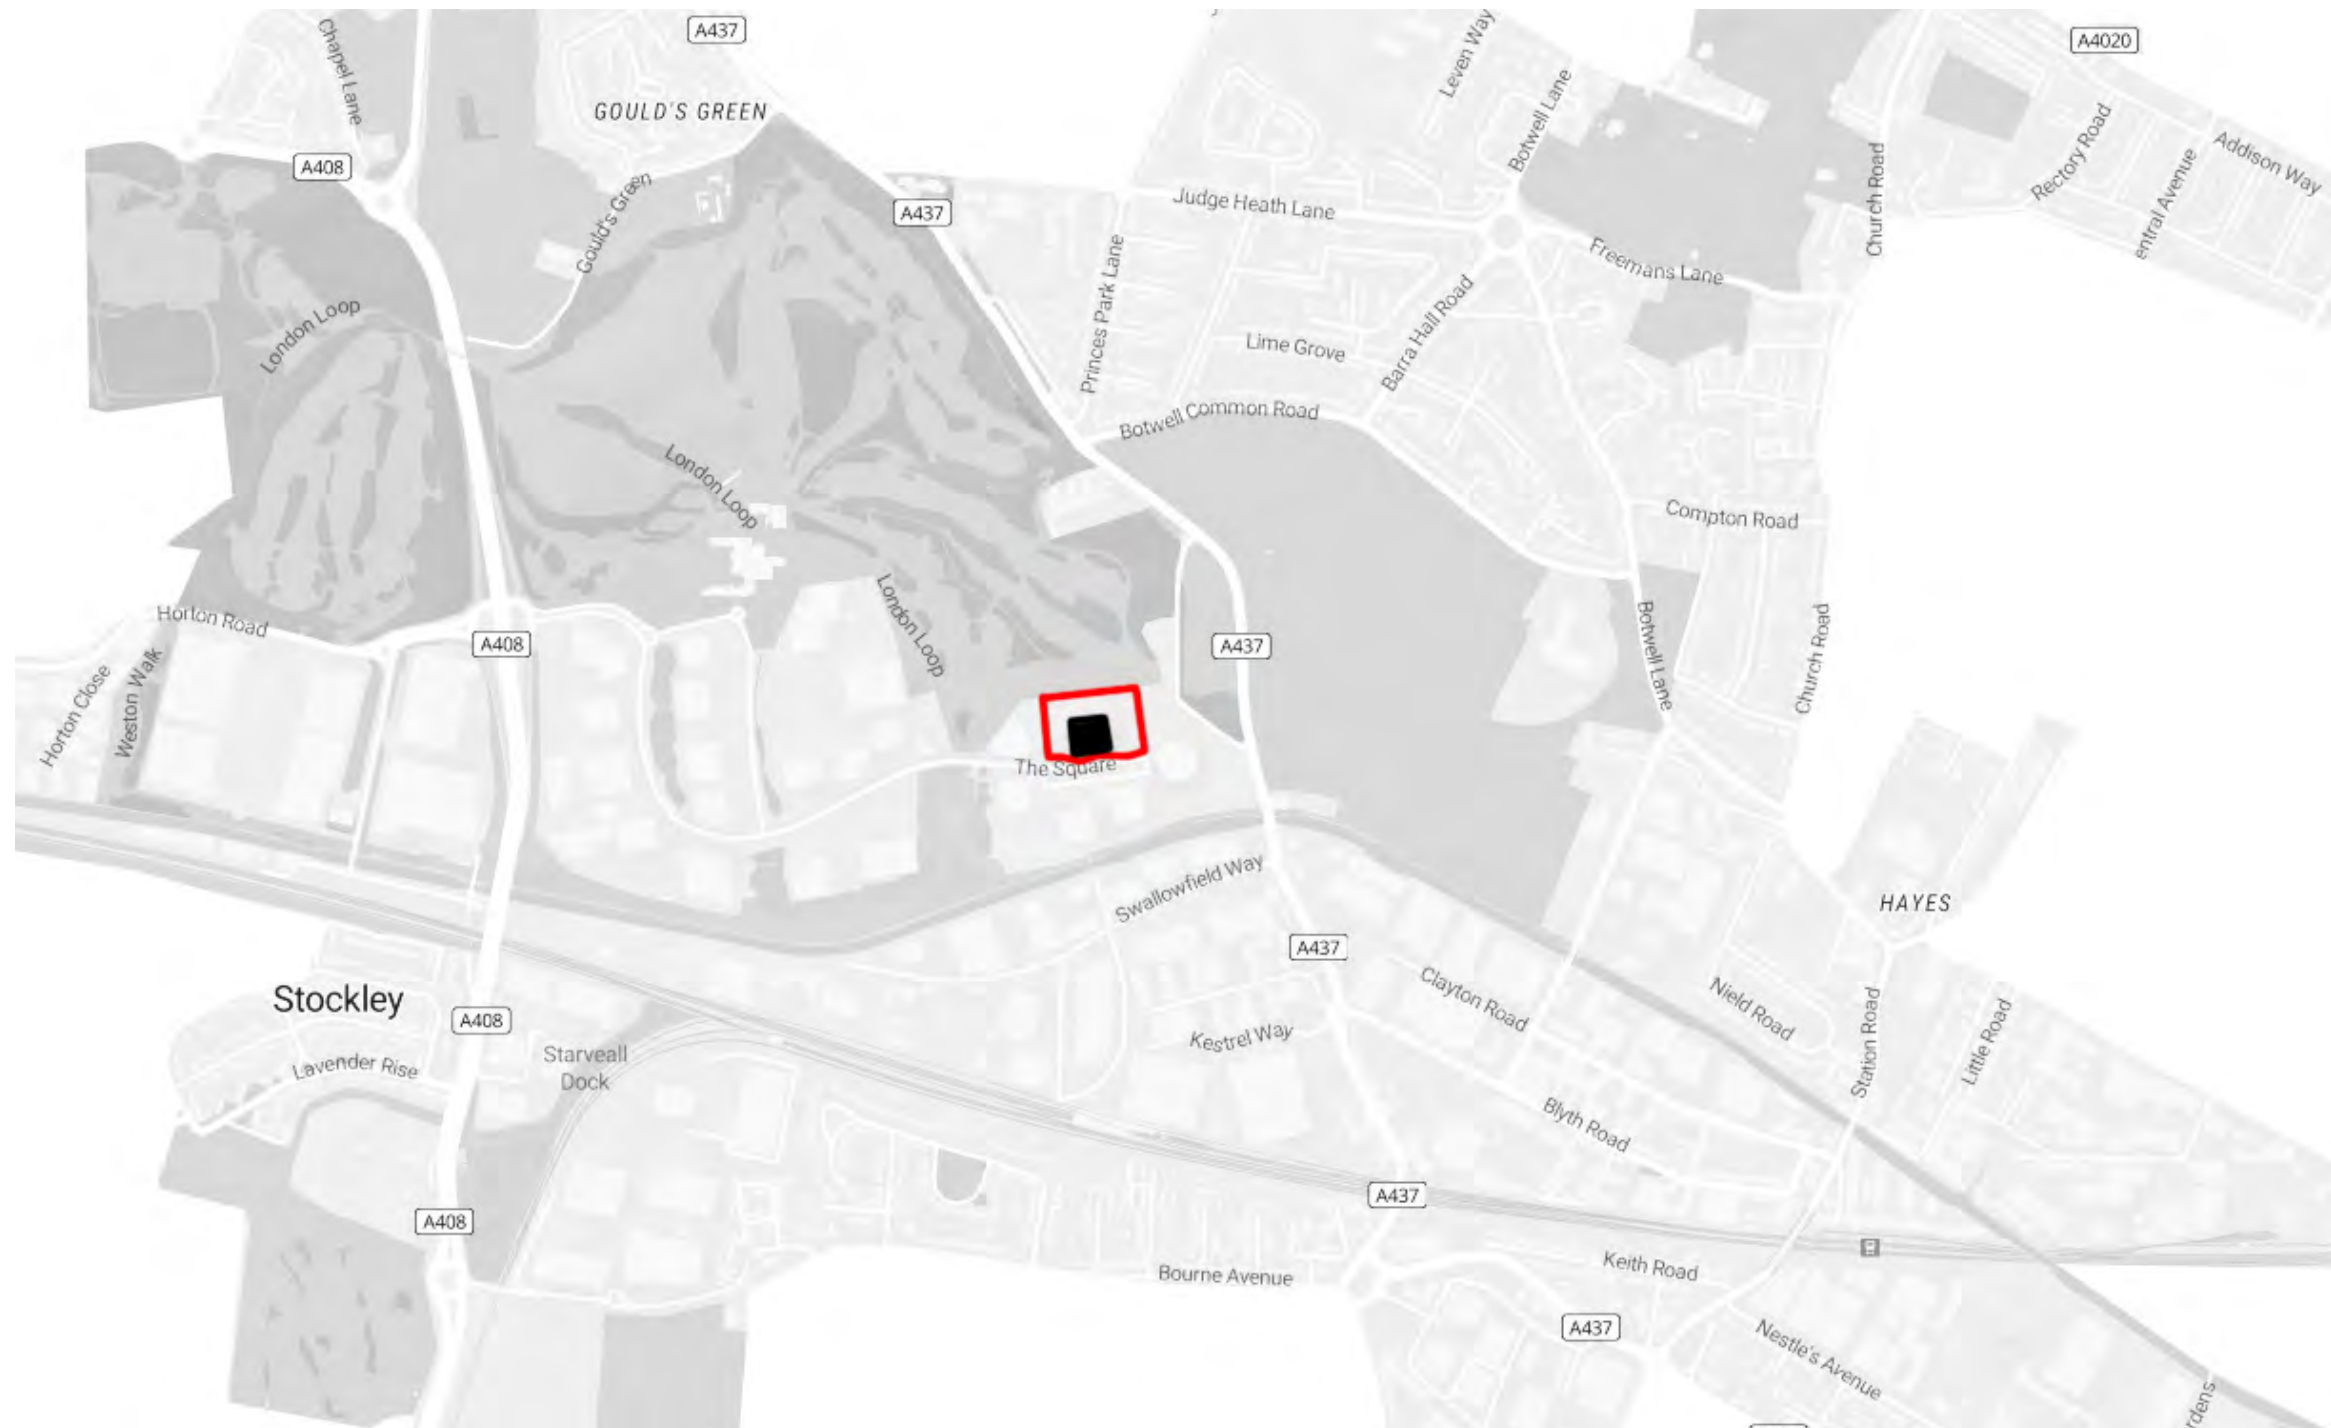 A437
A4020
Chapel Lane
Leven Way
GOULD'S GREEN
Botwell Lane
A408
Church Road
Rectory Road
Addison Way
entral Avenue
Gould's Green
A437
Judge Heath Lane
Princes Park Lane
Freemans Lane
London Loop
Lime Grove
Barra Hall Road
Botwell Common Road
London Loop
Compton Road
London Loop
Horton Road
A408
A437
Botwell Lane
Church Road
Horton Close
Weston Walk
The Square
Swallowfield Way
HAYES
A437
Stockley
A408
Clayton Road
Nield Road
Station Road
Little Road
Kestrel Way
Starveall
Dock
Lavender Rise
Blyth Road
A437
A408
Bourne Avenue
Keith Road
A437
Nestle's Avenue
rdens